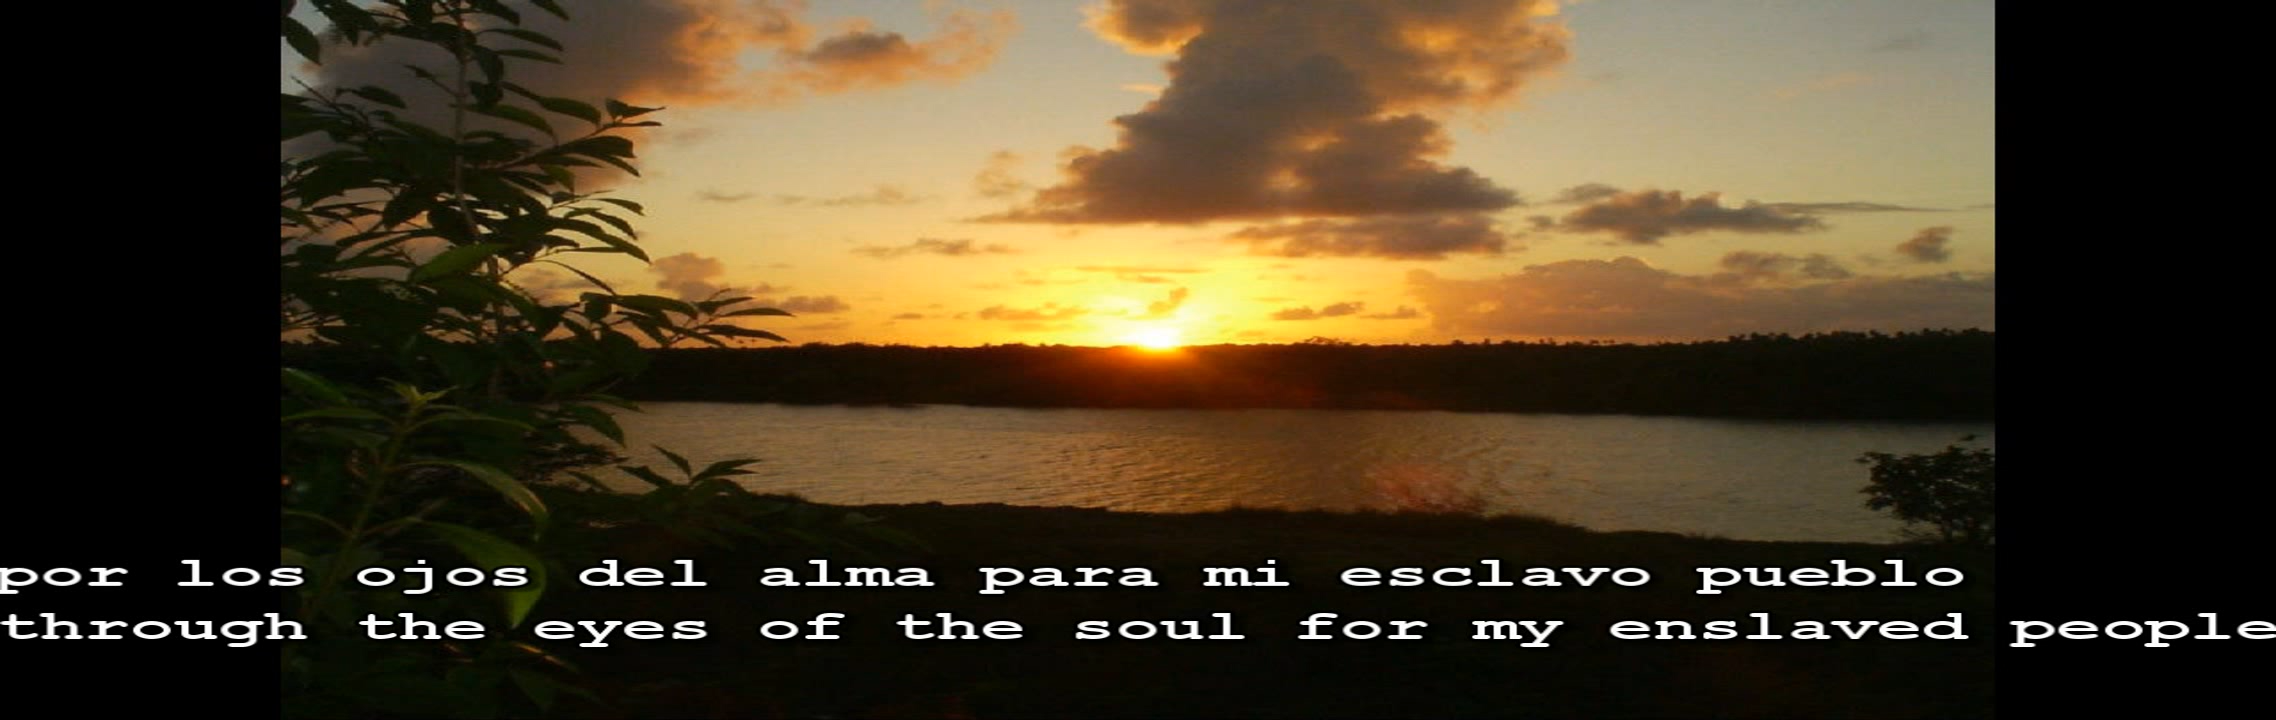 por los ojos del alma para mi esclavo pueblo
through the eyes of the soul for my enslaved people